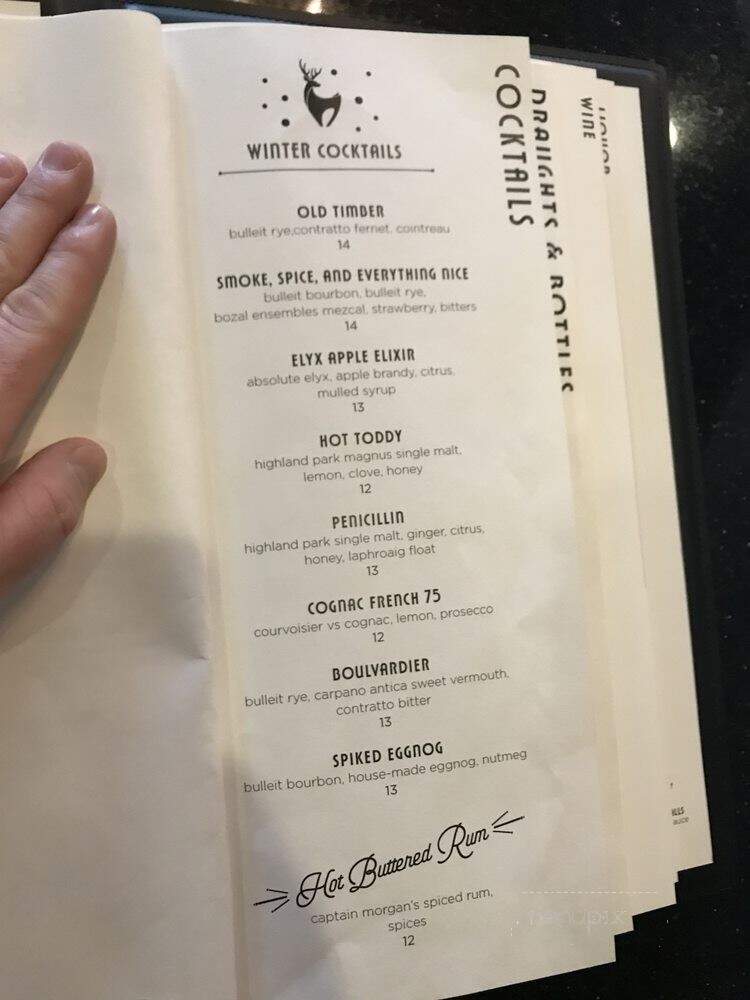 WINTER COCKTAILS
OLD TIMBER
bulleit rye,contratto fernet, cointreau
14
SMOKE, SPICE, AND EVERYTHING NICE
bulleit bourbon, bulleit rye,
bozal ensembles mezcal, strawberry, bitters
14
ELYX APPLE ELIXIR
absolute elyx, apple brandy, citrus,
mulled syrup
13
HOT TODDY
highland park magnus single malt,
lemon, clove, honey
12
PENICILLIN
highland park single malt, ginger, citrus,
honey, laphroaig float
13
COGNAC FRENCH 75
courvoisier vs cognac, lemon, prosecco
12
BOULVARDIER
bulleit rye, carpano antica sweet vermouth,
contratto bitter
13
SPIKED EGGNOG
bulleit bourbon, house-made eggnog, nutmeg
13
Hot Buttered Rum
captain morgan's spiced rum,
spices
12
COCKTAILS
DRAUGHTS & BOTTLES
WINE